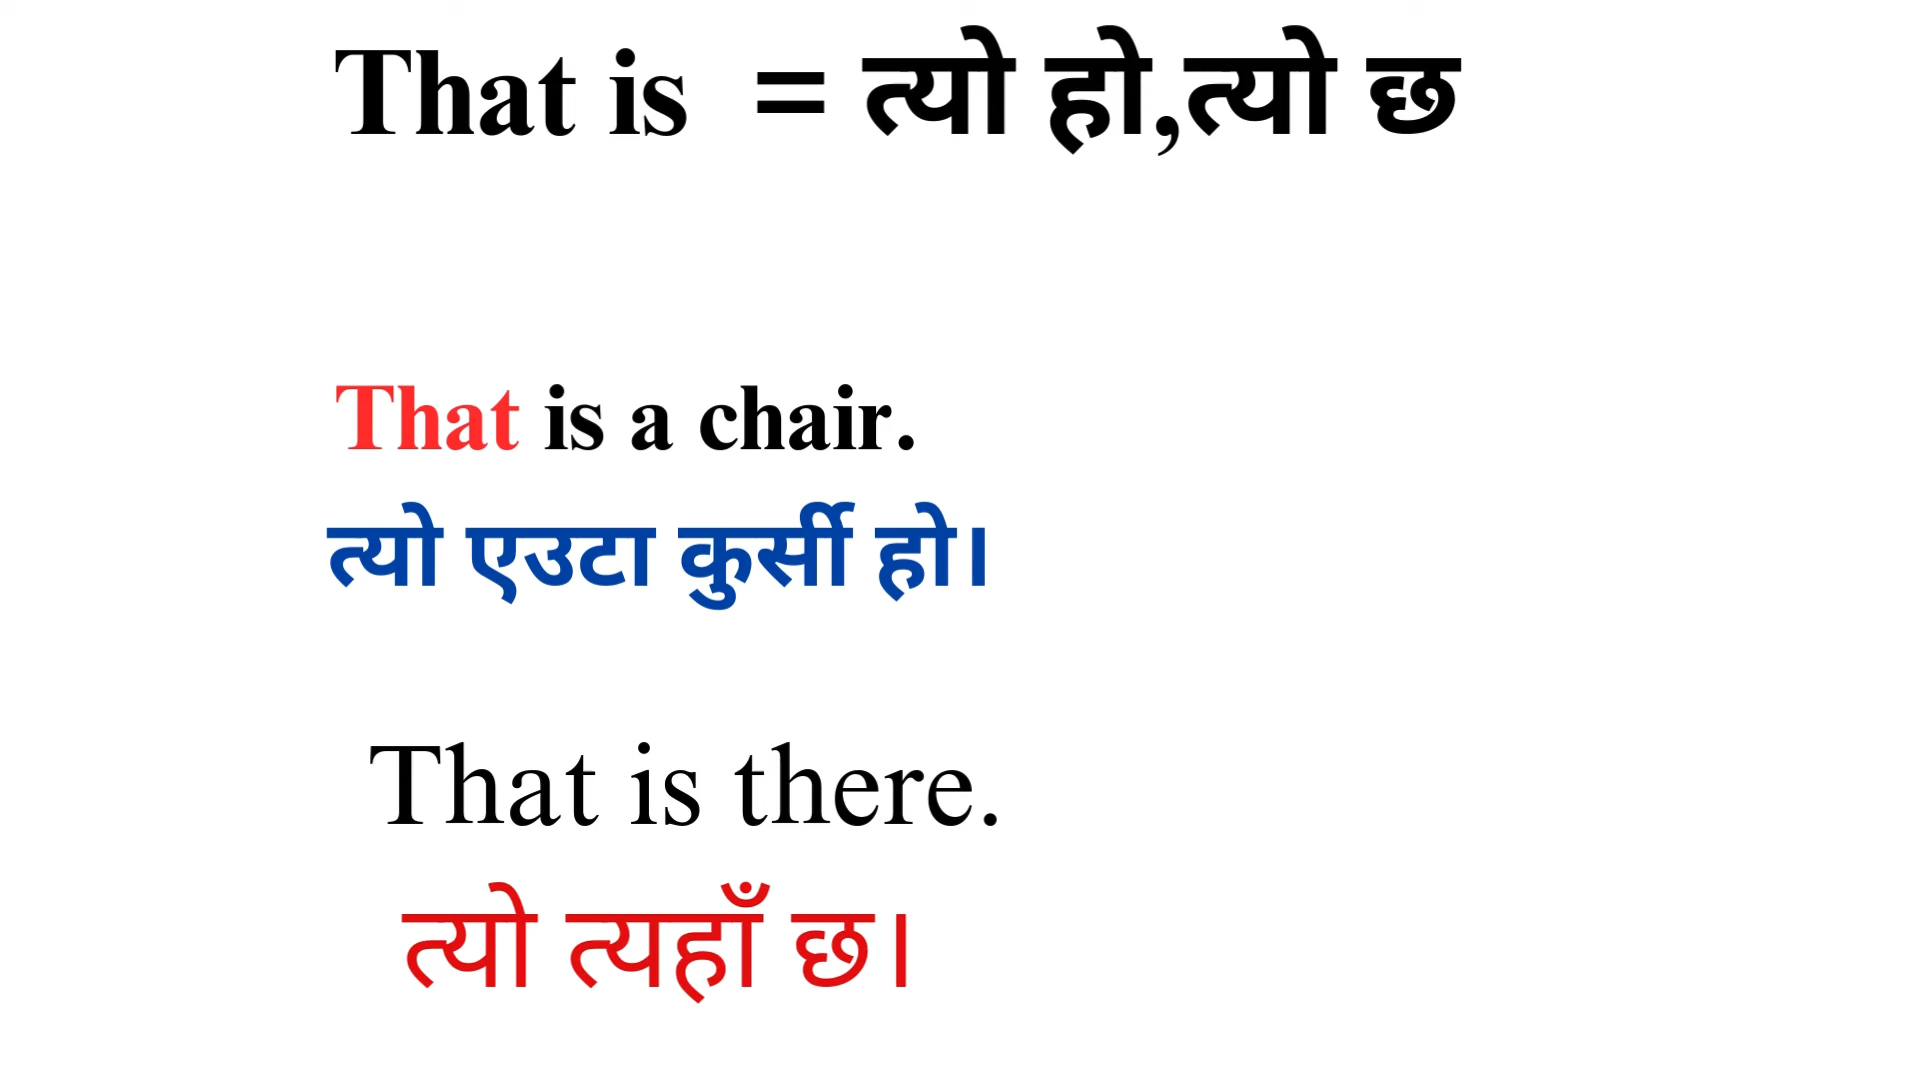 That is = त्यो हो,त्यो छ
That is a chair.
त्यो एउटा कुर्सी हो।
That is there.
त्यो त्यहाँ छ।